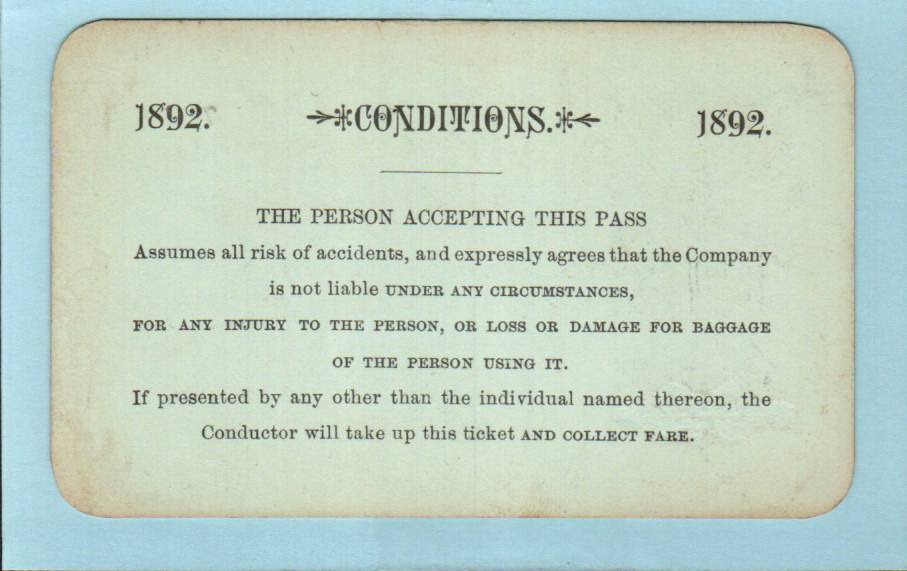 1892. CONDITIONS. 1892.
THE PERSON ACCEPTING THIS PASS
Assumes all risk of accidents, and expressly agrees that the Company
is not liable UNDER ANY CIRCUMSTANCES,
FOR ANY INJURY TO THE PERSON, OR LOSS OR DAMAGE FOR BAGGAGE
OF THE PERSON USING IT.
If presented by any other than the individual named thereon, the
Conductor will take up this ticket AND COLLECT FARE.